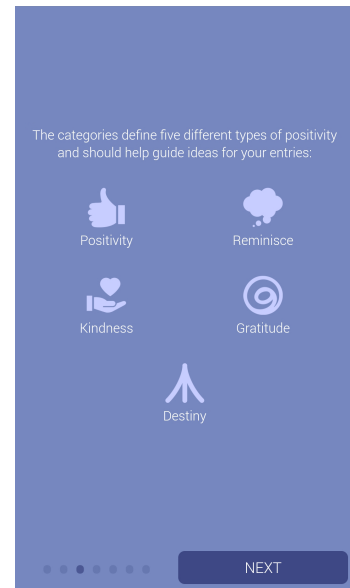 The categories define five different types of positivity
and should help guide ideas for your entries:
Positivity
Reminisce
Kindness
Gratitude
Destiny
NEXT